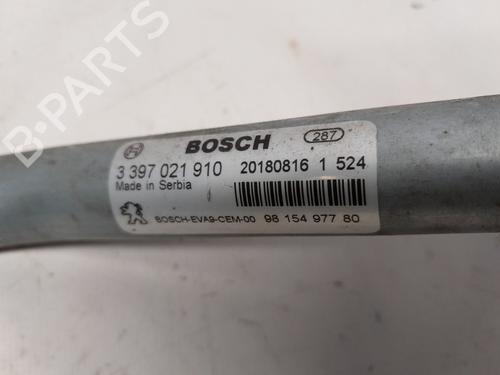 BOSCH
287
3 397 021 910 20180816 1 524
Made in Serbia
BOSCH-EVA9-CEM-00 98 154 977 80
B-Parts